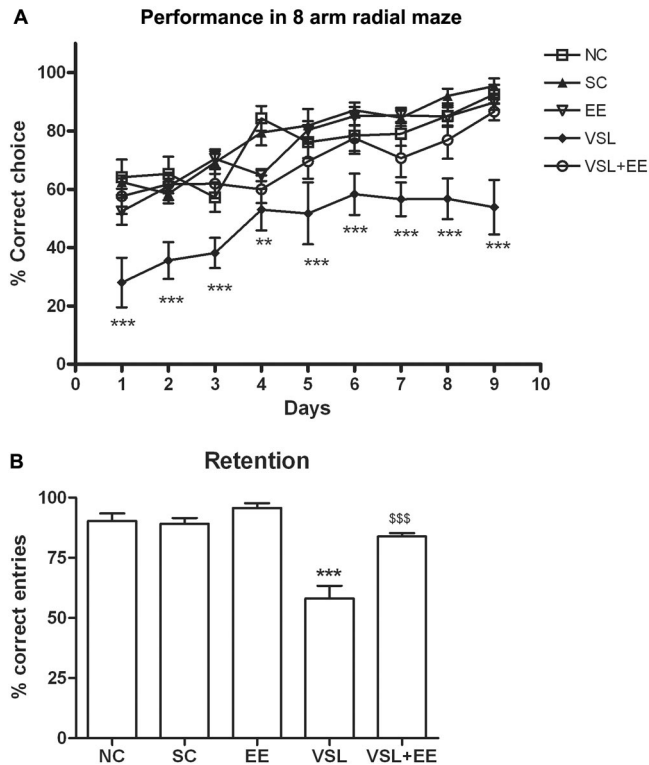 A
Performance in 8 arm radial maze
% Correct choice
100
80
60
40
20
0
***
***
***
**
***
***
***
***
***
0 1 2 3 4 5 6 7 8 9 10
Days
NC
SC
EE
VSL
VSL+EE
B
Retention
% correct entries
100
75
50
25
0
***
$$$
NC SC EE VSL VSL+EE